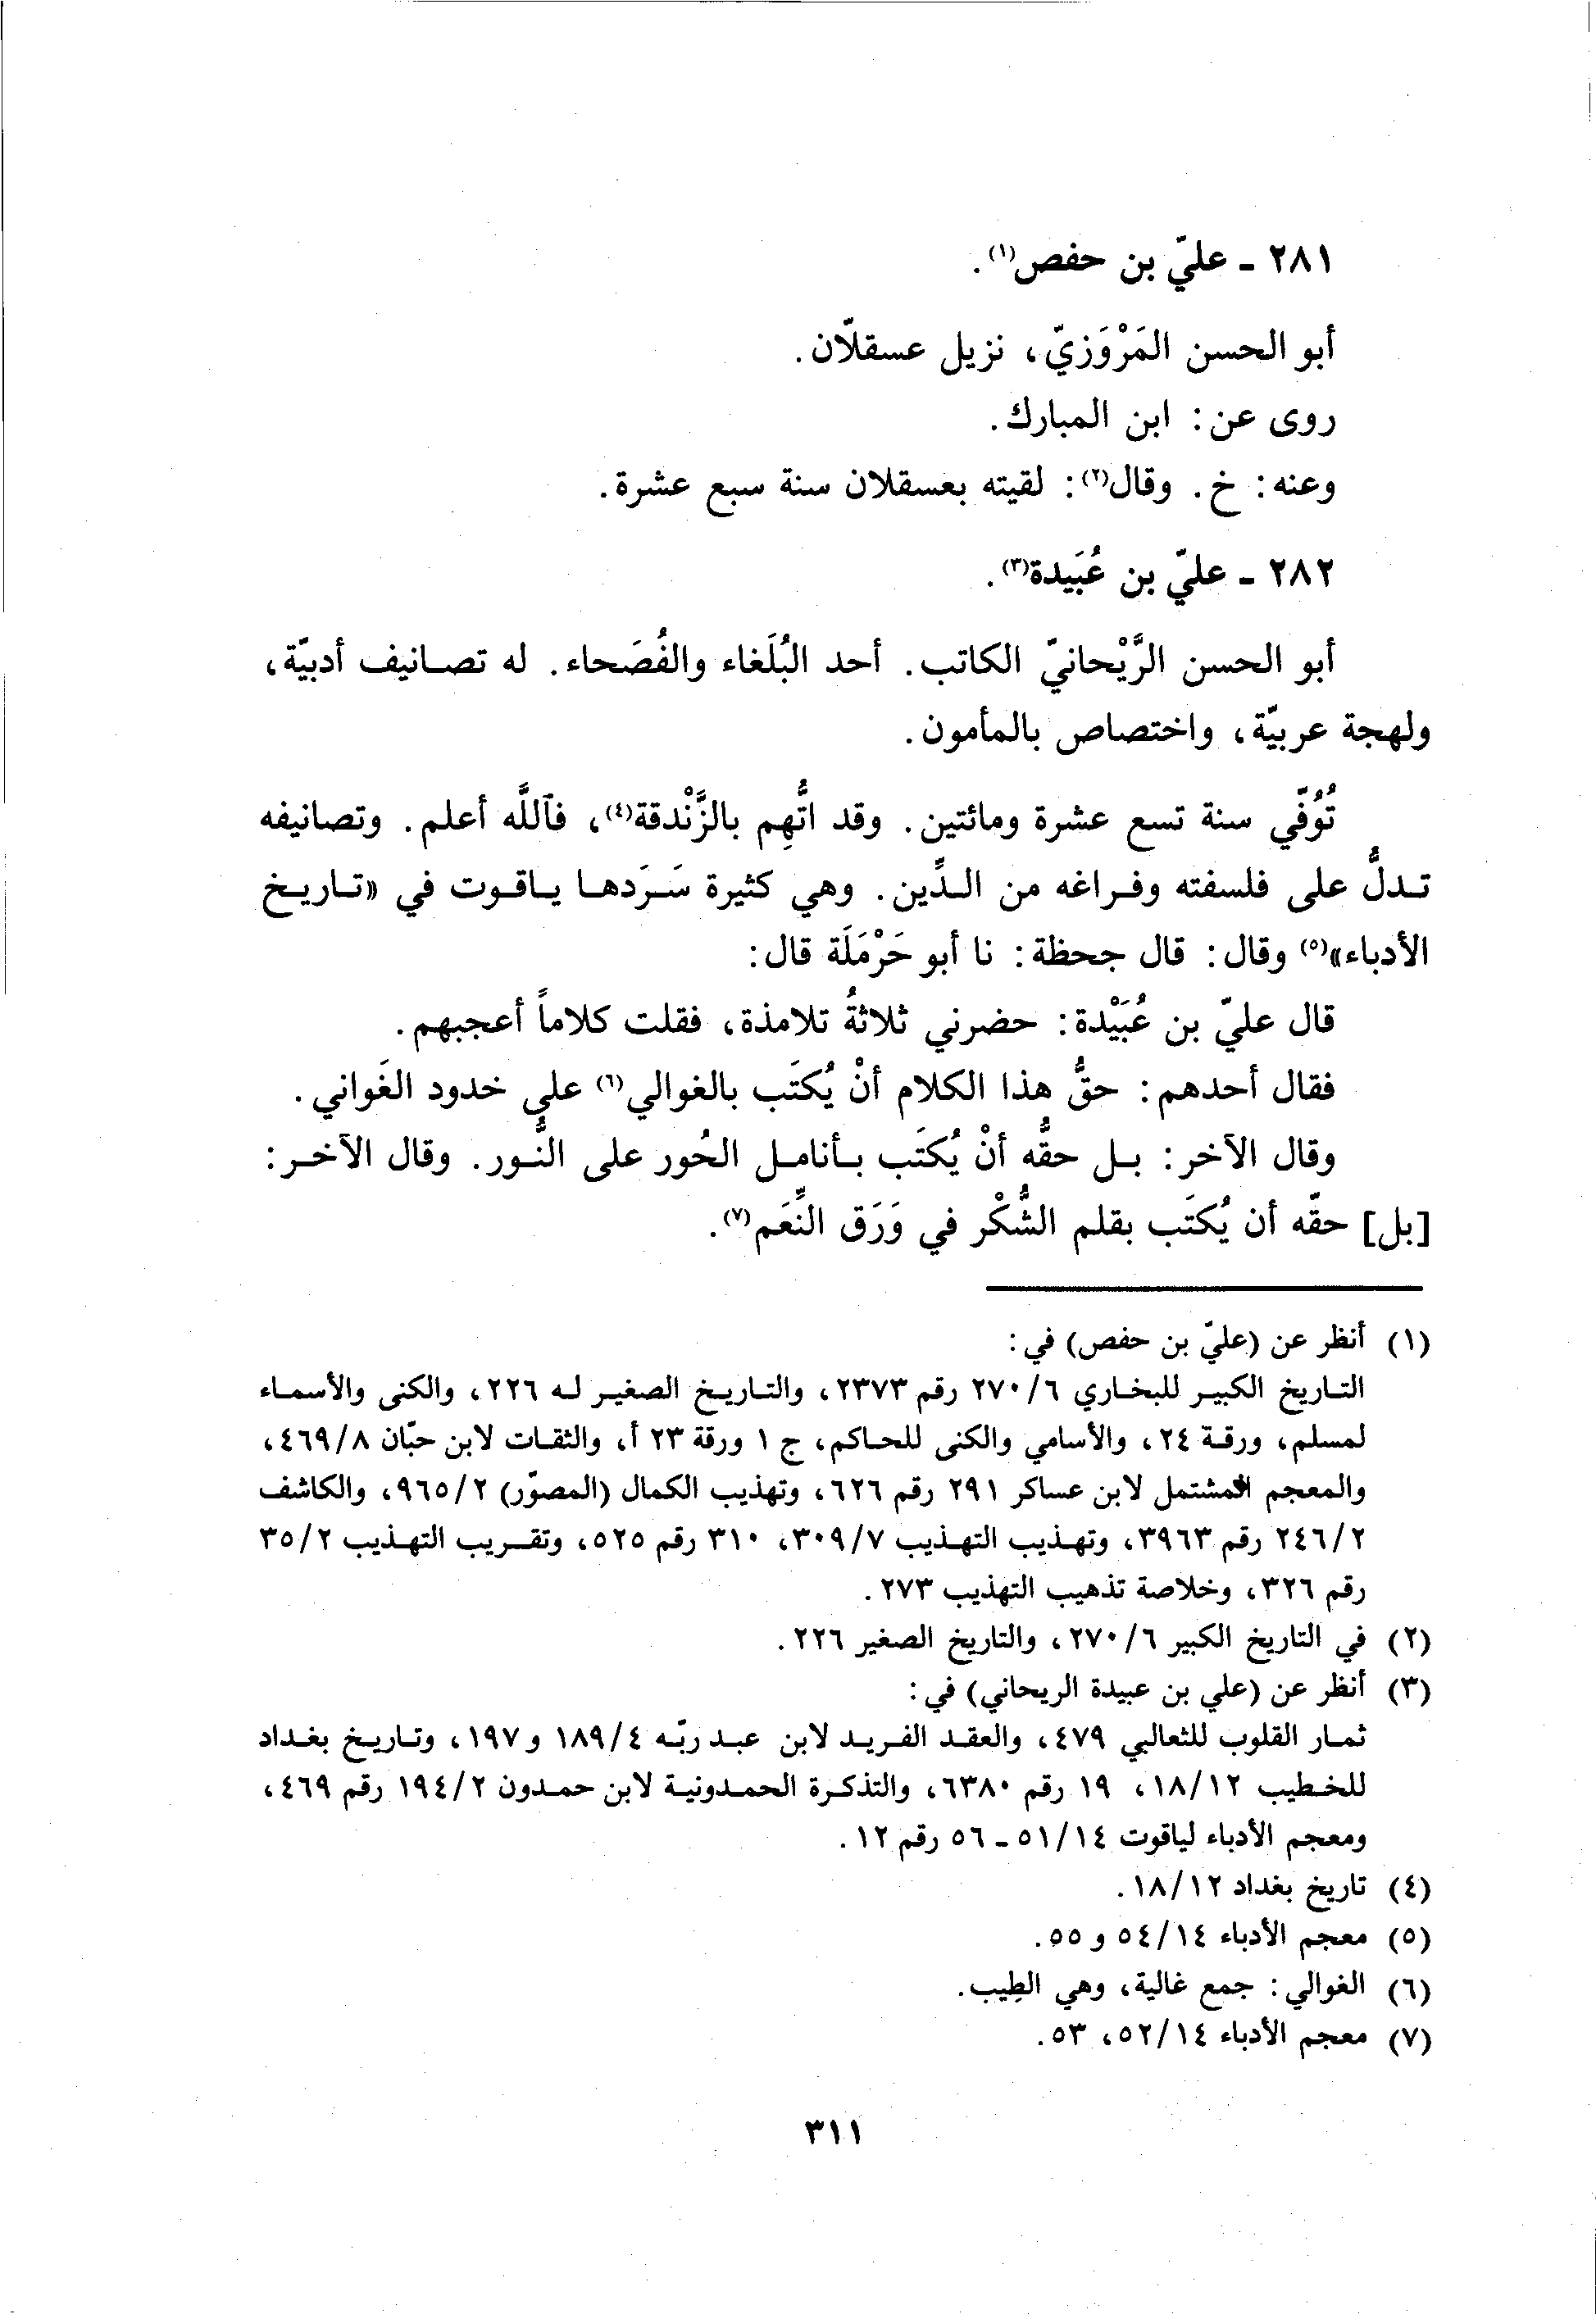 ٢٨١ - عليّ بن حفص(١).
أبو الحسن المَرْوَزيّ، نزيل عسقلّان.
روى عن: ابن المبارك.
وعنه: خ. وقال(٢): لقيته بعسقلان سنة سبع عشرة.
٢٨٢ - عليّ بن عُبَيدة(٣).
أبو الحسن الرَّيْحانيّ الكاتب. أحد البُلَغاء والفُصَحاء. له تصانيف أدبيّة،
ولهجة عربيّة، واختصاص بالمأمون.
تُوُفّي سنة تسع عشرة ومائتين. وقد اتُّهِم بالزَّنْدقة(٤)، فآللَّه أعلم. وتصانيفه
تدلُّ على فلسفته وفراغه من الدِّين. وهي كثيرة سَرَدها ياقوت في «تاريخ
الأدباء»(٥) وقال: قال جحظة: نا أبو حَرْمَلَة قال:
قال عليّ بن عُبَيْدة: حضرني ثلاثةُ تلامذة، فقلت كلاماً أعجبهم.
فقال أحدهم: حقُّ هذا الكلام أنْ يُكتَب بالغوالي(٦) على خدود الغَواني.
وقال الآخر: بل حقُّه أنْ يُكتَب بأنامل الحُور على النُّور. وقال الآخر:
[بل] حقّه أن يُكتَب بقلم الشُّكْر في وَرَق النِّعَم(٧).
(١) أنظر عن (عليّ بن حفص) في:
التاريخ الكبير للبخاري ٢٧٠/٦ رقم ٢٣٧٣، والتاريخ الصغير له ٢٢٦، والكنى والأسماء
لمسلم، ورقة ٢٤، والأسامي والكنى للحاكم، ج ١ ورقة ٢٣ أ، والثقات لابن حبّان ٤٦٩/٨،
والمعجم المشتمل لابن عساكر ٢٩١ رقم ٦٢٦، وتهذيب الكمال (المصوّر) ٩٦٥/٢، والكاشف
٢٤٦/٢ رقم ٣٩٦٣، وتهذيب التهذيب ٣٠٩/٧، ٣١٠ رقم ٥٢٥، وتقريب التهذيب ٣٥/٢
رقم ٣٢٦، وخلاصة تذهيب التهذيب ٢٧٣.
(٢) في التاريخ الكبير ٢٧٠/٦، والتاريخ الصغير ٢٢٦.
(٣) أنظر عن (علي بن عبيدة الريحاني) في:
ثمار القلوب للثعالبي ٤٧٩، والعقد الفريد لابن عبد ربّه ١٨٩/٤ و ١٩٧، وتاريخ بغداد
للخطيب ١٨/١٢، ١٩ رقم ٦٣٨٠، والتذكرة الحمدونية لابن حمدون ١٩٤/٢ رقم ٤٦٩،
ومعجم الأدباء لياقوت ٥١/١٤ - ٥٦ رقم ١٢.
(٤) تاريخ بغداد ١٨/١٢.
(٥) معجم الأدباء ٥٤/١٤ و ٥٥.
(٦) الغوالي: جمع غالية، وهي الطِيب.
(٧) معجم الأدباء ٥٢/١٤، ٥٣.
٣١١